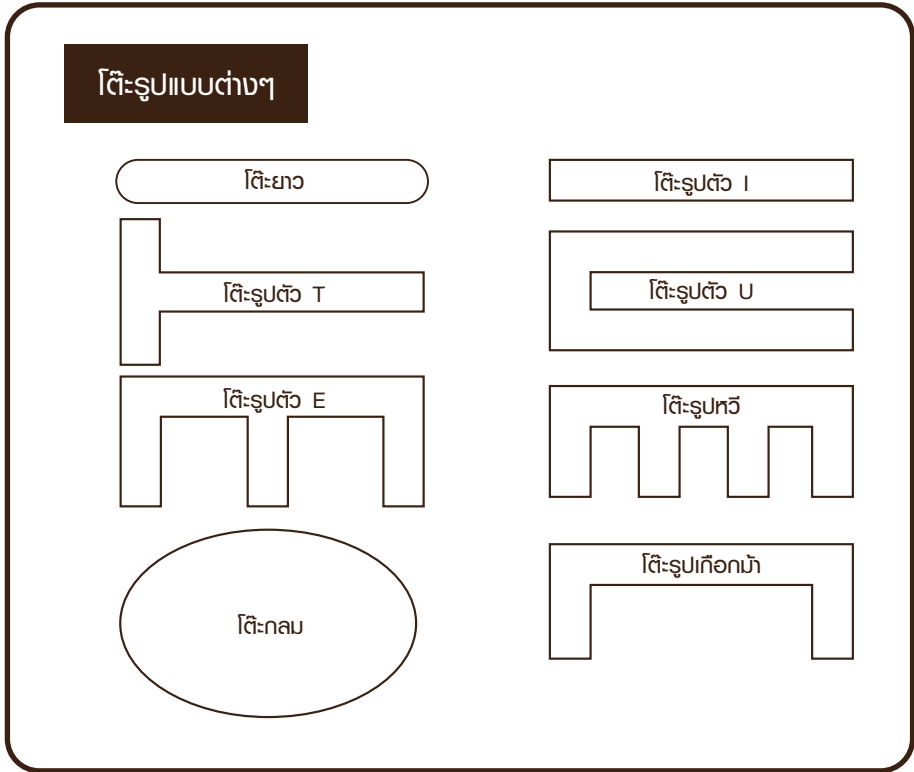 โต๊ะรูปแบบต่างๆ
โต๊ะยาว
โต๊ะรูปตัว I
โต๊ะรูปตัว T
โต๊ะรูปตัว U
โต๊ะรูปตัว E
โต๊ะรูปหวี
โต๊ะรูปเกือกม้า
โต๊ะกลม